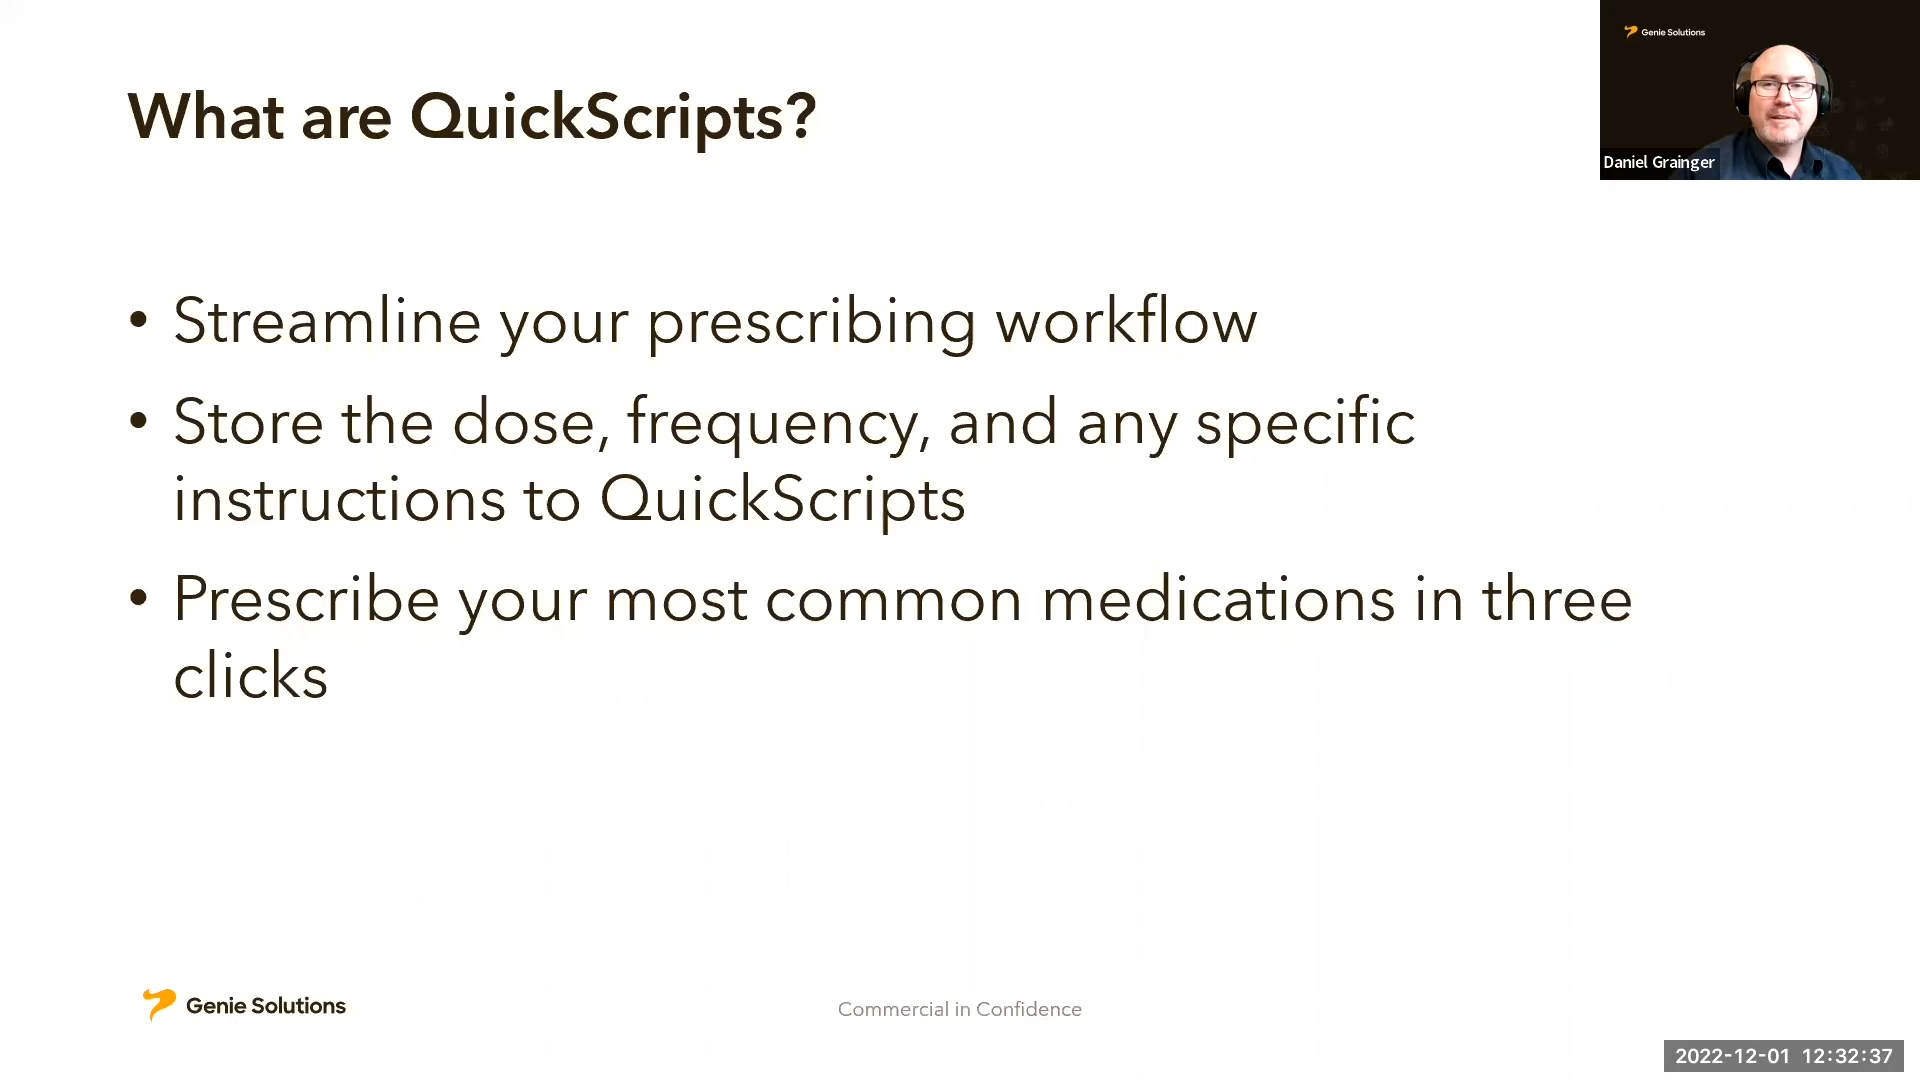 Genie Solutions
What are QuickScripts?
Daniel Grainger
• Streamline your prescribing workflow
• Store the dose, frequency, and any specific
instructions to QuickScripts
• Prescribe your most common medications in three
clicks
Genie Solutions
Commercial in Confidence
2022-12-01 12:32:37